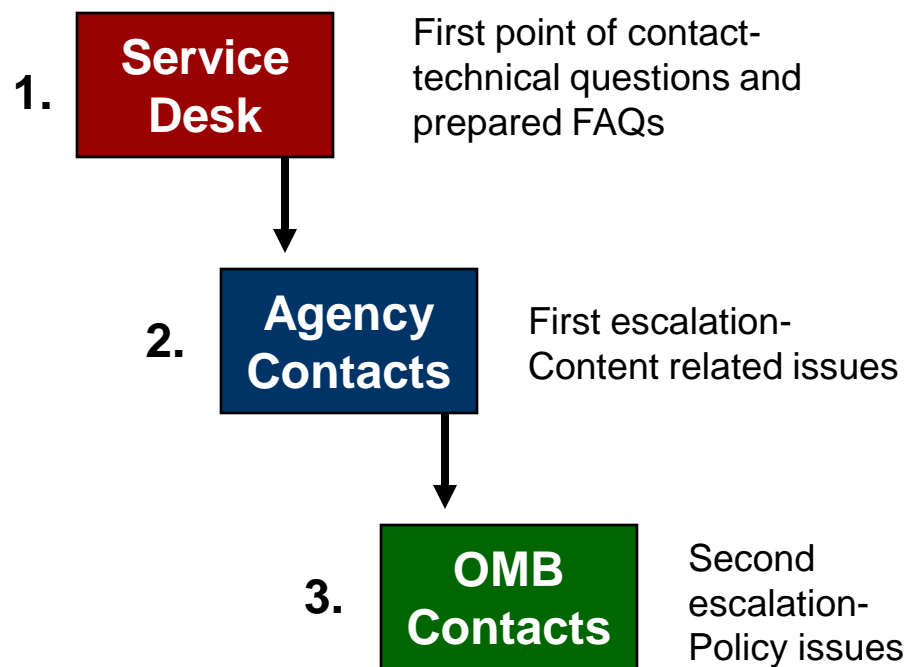 1.
Service
Desk
First point of contact-
technical questions and
prepared FAQs
2.
Agency
Contacts
First escalation-
Content related issues
3.
OMB
Contacts
Second
escalation-
Policy issues